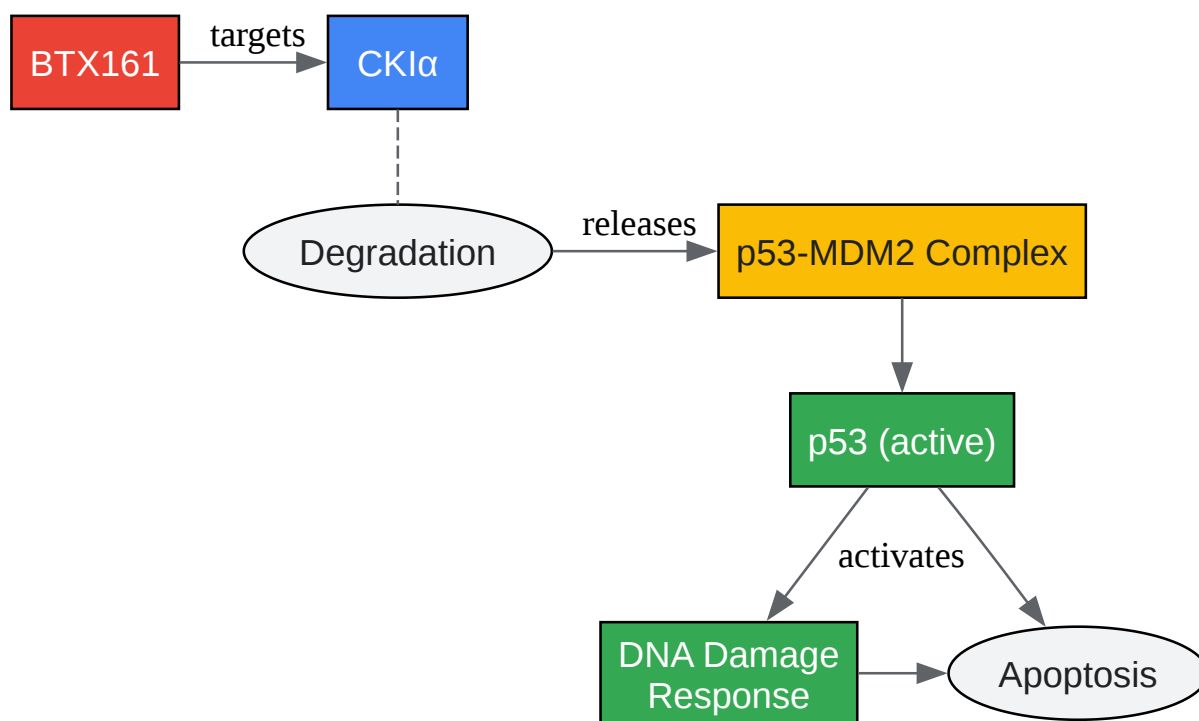 BTX161
targets
CKIα
Degradation
releases
p53-MDM2 Complex
p53 (active)
activates
DNA Damage
Response
Apoptosis